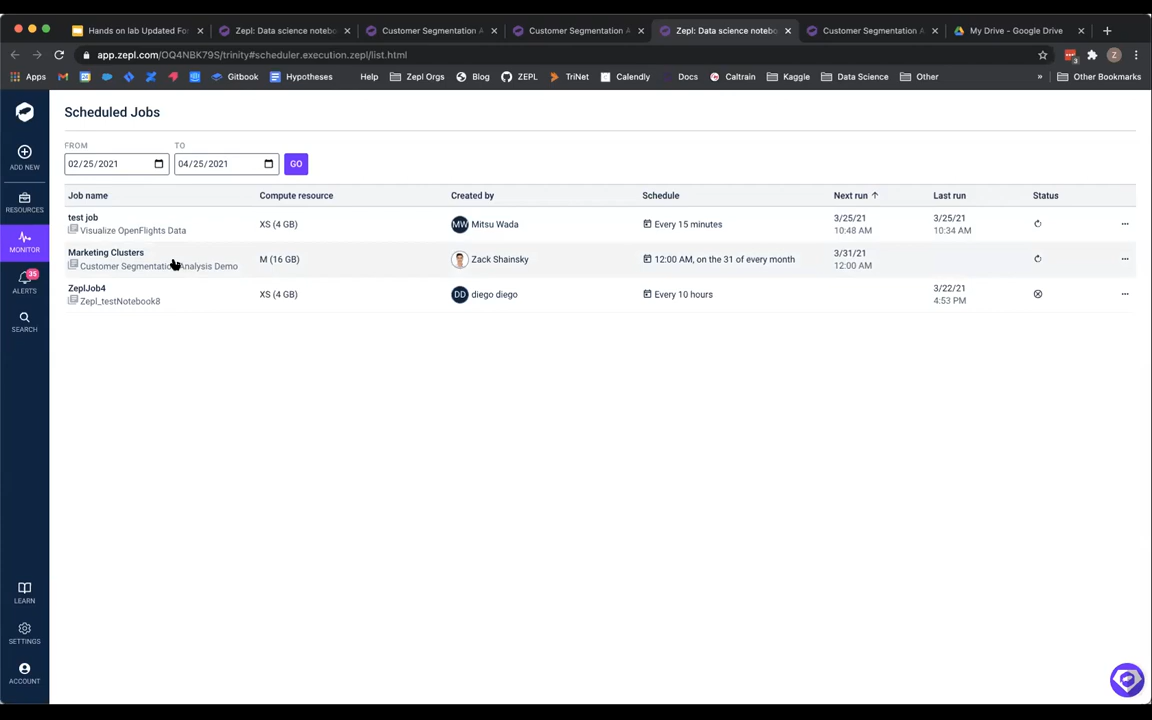 Hands on lab Updated For
Zepl: Data science notebo
Customer Segmentation A
Customer Segmentation A
Zepl: Data science notebo
Customer Segmentation A
My Drive - Google Drive
app.zepl.com/OQ4NBK79S/trinity#scheduler.execution.zepl/list.html
Z
Apps
Gitbook
Hypotheses
Help
Zepl Orgs
Blog
ZEPL
TriNet
Calendly
Docs
Caltrain
Kaggle
Data Science
Other
»
Other Bookmarks
Scheduled Jobs
FROM TO
02/25/2021 04/25/2021 GO
Job name Compute resource Created by Schedule Next run Last run Status
test job
Visualize OpenFlights Data
XS (4 GB)
MW Mitsu Wada
Every 15 minutes
3/25/21
10:48 AM
3/25/21
10:34 AM
Marketing Clusters
Customer Segmentation Analysis Demo
M (16 GB)
Zack Shainsky
12:00 AM, on the 31 of every month
3/31/21
12:00 AM
ZeplJob4
Zepl_testNotebook8
XS (4 GB)
DD diego diego
Every 10 hours
3/22/21
4:53 PM
ADD NEW
RESOURCES
MONITOR
35
ALERTS
SEARCH
LEARN
SETTINGS
ACCOUNT